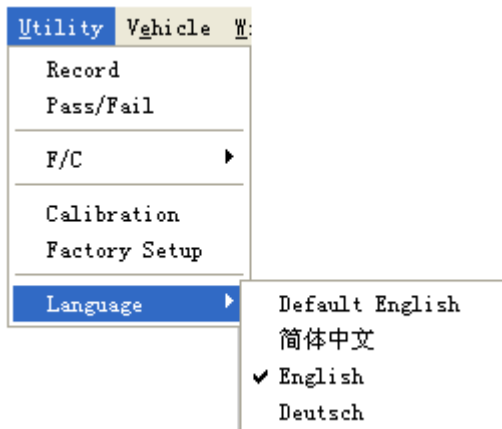 Utility Vehicle W
Record
Pass/Fail
F/C
Calibration
Factory Setup
Language
Default English
简体中文
English
Deutsch